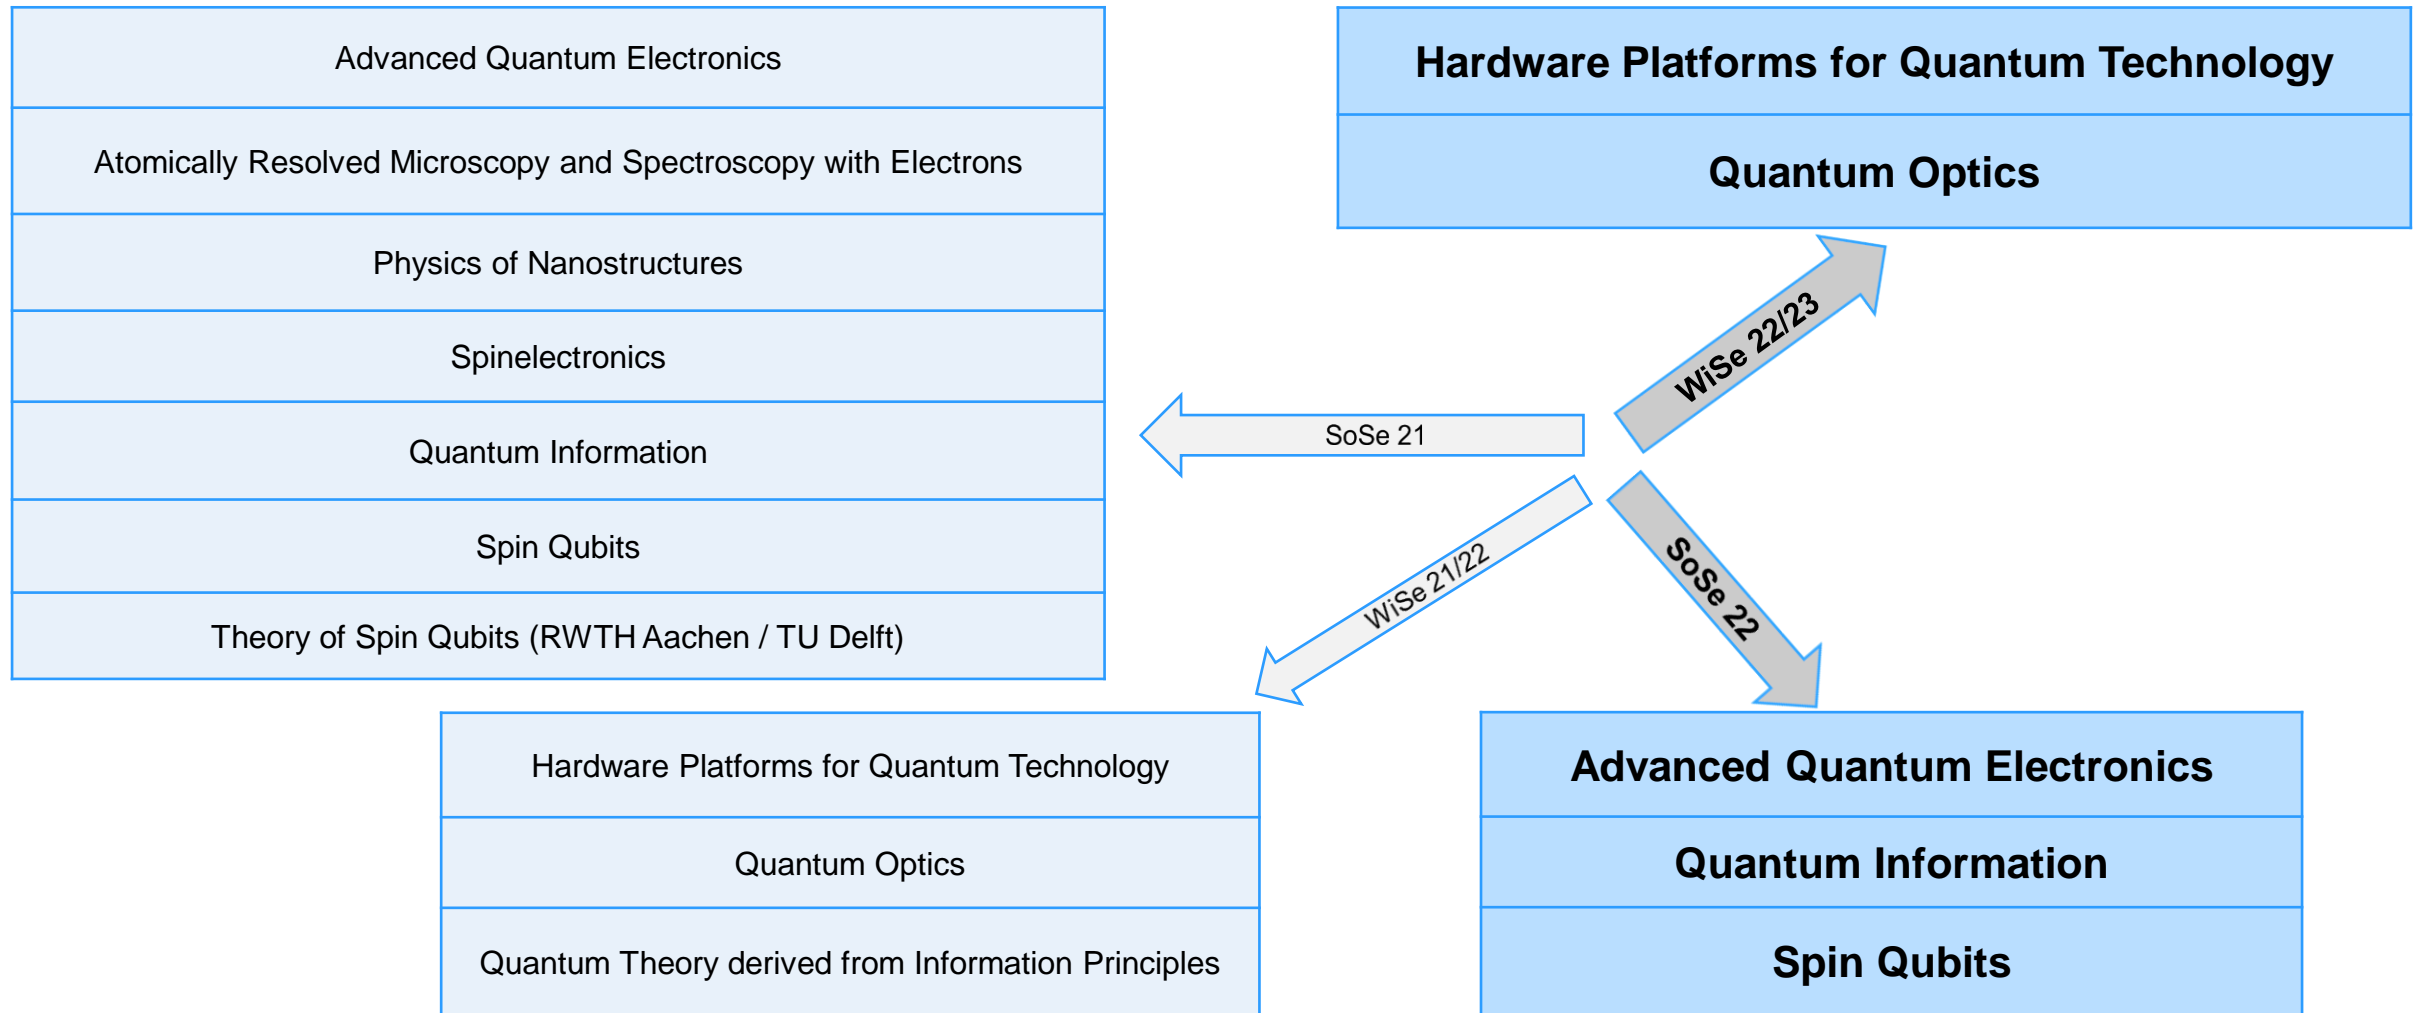 Advanced Quantum Electronics
Atomically Resolved Microscopy and Spectroscopy with Electrons
Physics of Nanostructures
Spinelectronics
Quantum Information
Spin Qubits
Theory of Spin Qubits (RWTH Aachen / TU Delft)
Hardware Platforms for Quantum Technology
Quantum Optics
WiSe 22/23
SoSe 21
WiSe 21/22
SoSe 22
Hardware Platforms for Quantum Technology
Quantum Optics
Quantum Theory derived from Information Principles
Advanced Quantum Electronics
Quantum Information
Spin Qubits